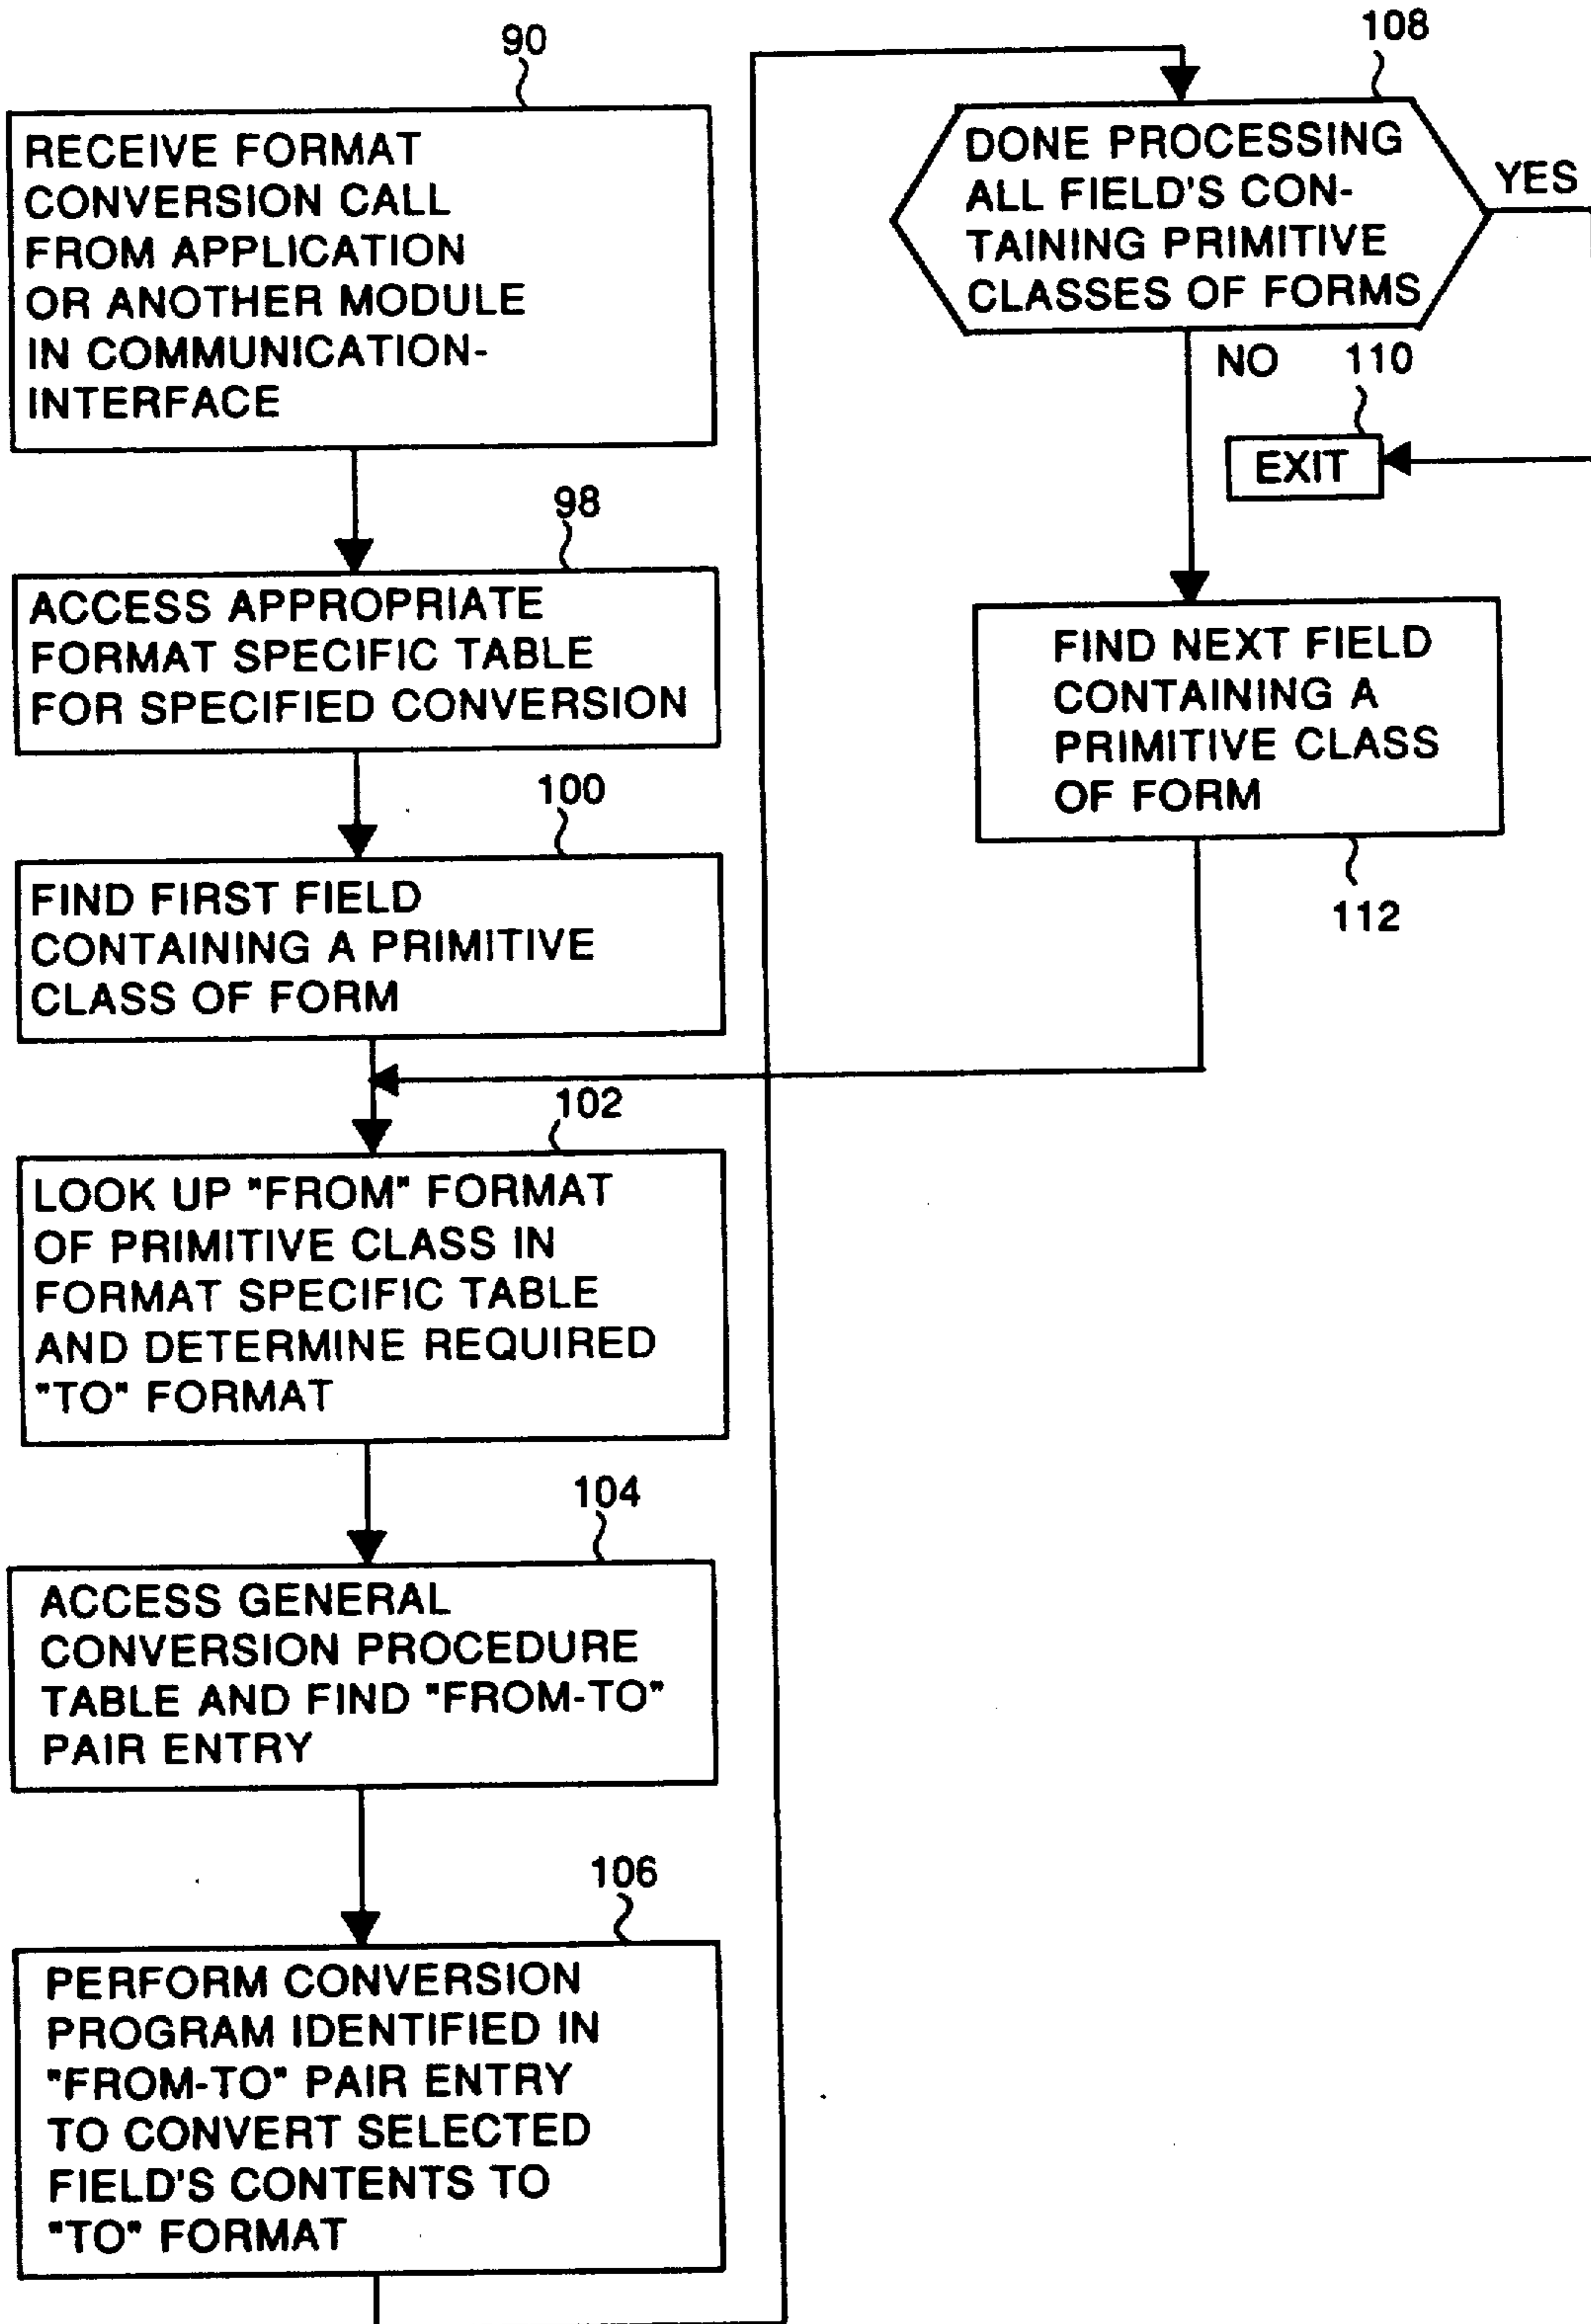 90
RECEIVE FORMAT
CONVERSION CALL
FROM APPLICATION
OR ANOTHER MODULE
IN COMMUNICATION-
INTERFACE
98
ACCESS APPROPRIATE
FORMAT SPECIFIC TABLE
FOR SPECIFIED CONVERSION
100
FIND FIRST FIELD
CONTAINING A PRIMITIVE
CLASS OF FORM
102
LOOK UP "FROM" FORMAT
OF PRIMITIVE CLASS IN
FORMAT SPECIFIC TABLE
AND DETERMINE REQUIRED
"TO" FORMAT
104
ACCESS GENERAL
CONVERSION PROCEDURE
TABLE AND FIND "FROM-TO"
PAIR ENTRY
106
PERFORM CONVERSION
PROGRAM IDENTIFIED IN
"FROM-TO" PAIR ENTRY
TO CONVERT SELECTED
FIELD'S CONTENTS TO
"TO" FORMAT
108
DONE PROCESSING
ALL FIELD'S CON-
TAINING PRIMITIVE
CLASSES OF FORMS
YES
NO
110
EXIT
FIND NEXT FIELD
CONTAINING A
PRIMITIVE CLASS
OF FORM
112